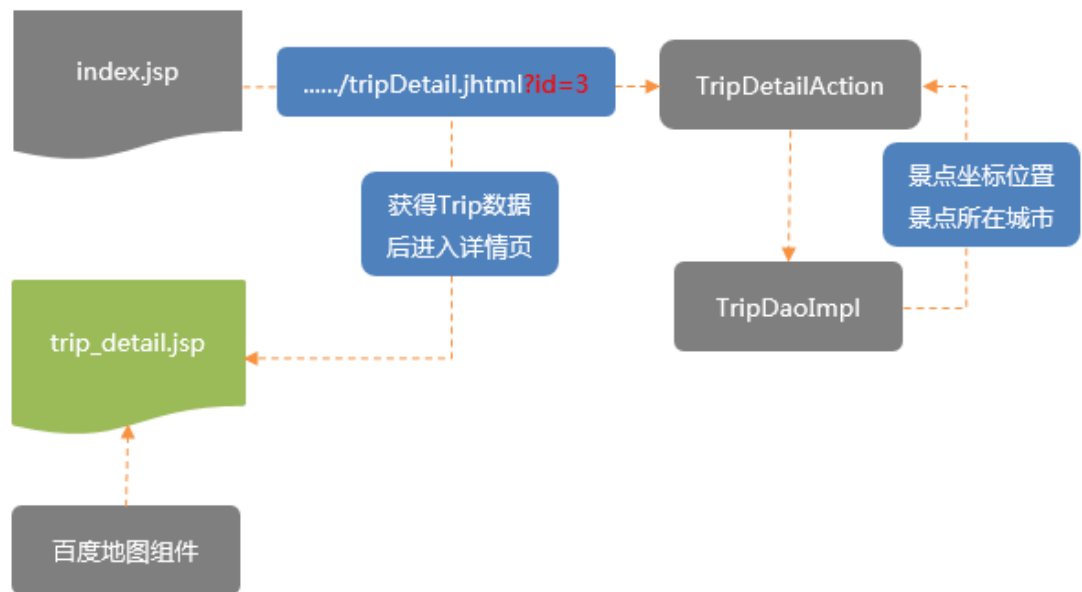 index.jsp
....../tripDetail.jhtml?id=3
TripDetailAction
获得Trip数据
后进入详情页
景点坐标位置
景点所在城市
TripDaoImpl
trip_detail.jsp
百度地图组件